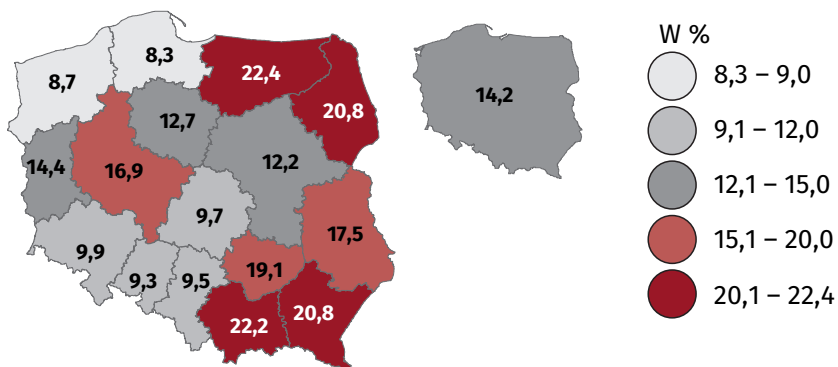 8,7
8,3
22,4
20,8
12,7
12,2
14,4
16,9
9,7
17,5
9,9
9,3
9,5
19,1
22,2
20,8
14,2
W %
8,3 – 9,0
9,1 – 12,0
12,1 – 15,0
15,1 – 20,0
20,1 – 22,4